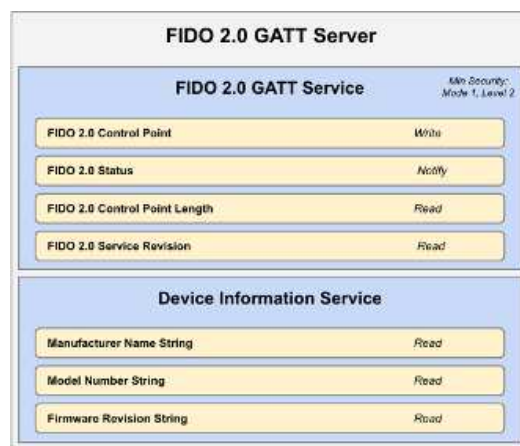 FIDO 2.0 GATT Server
FIDO 2.0 GATT Service
Min Security:
Mode 1, Level 2
FIDO 2.0 Control Point Write
FIDO 2.0 Status Notify
FIDO 2.0 Control Point Length Read
FIDO 2.0 Service Revision Read
Device Information Service
Manufacturer Name String Read
Model Number String Read
Firmware Revision String Read